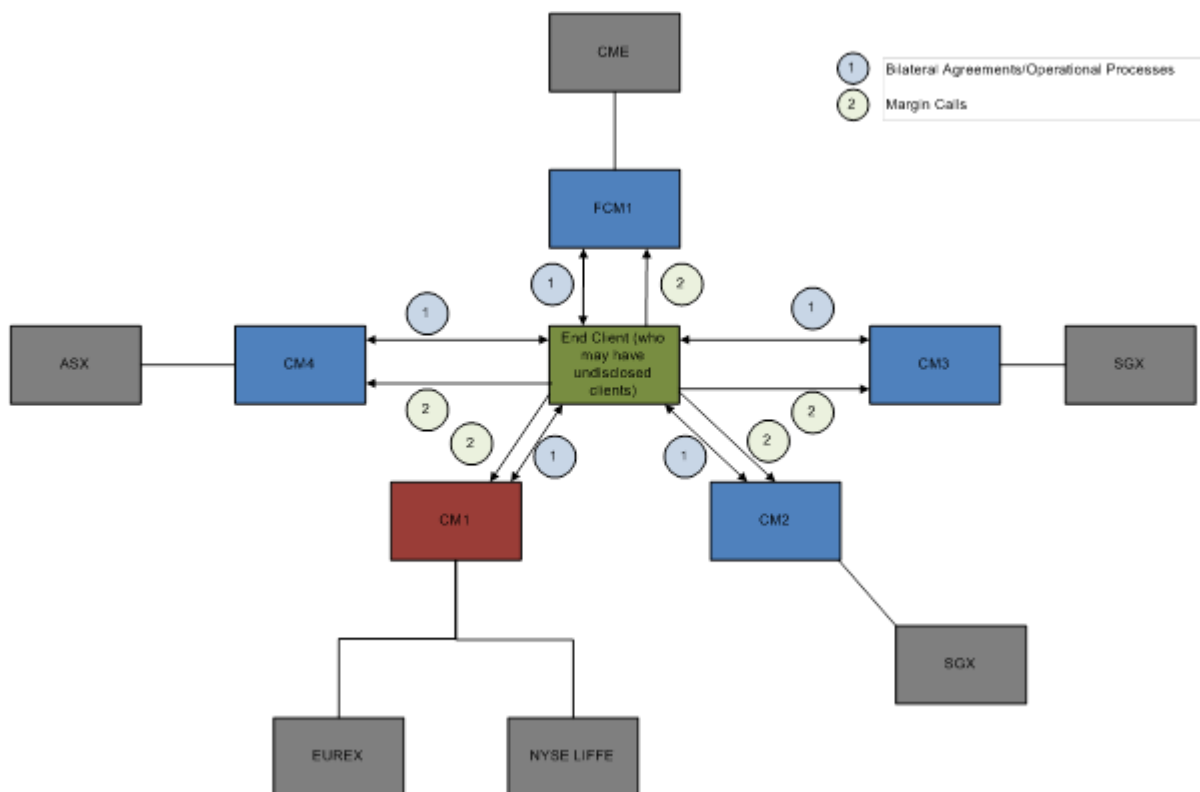 CME
1
Bilateral Agreements/Operational Processes
2
Margin Calls
FCM1
1
2
1
1
ASX
CM4
End Client (who
may have
undisclosed
clients)
CM3
SGX
2
2
2
2
1
1
CM1
CM2
SGX
EUREX
NYSE LIFFE